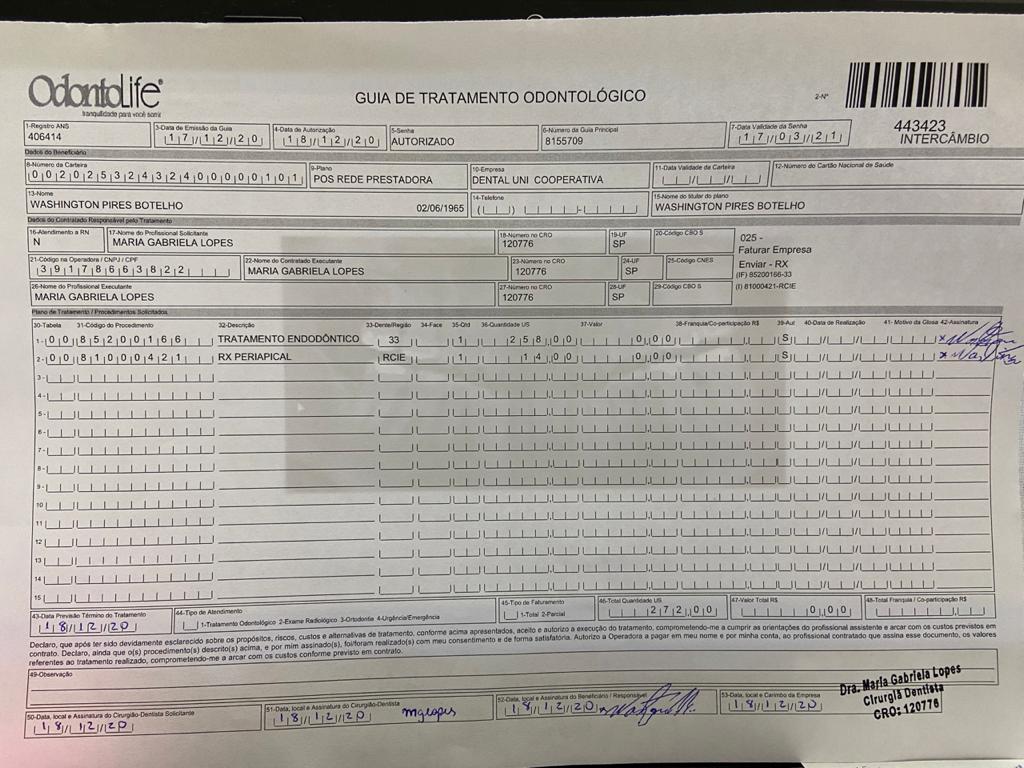 OdontoLife®
tranquilidade para você sorrir
GUIA DE TRATAMENTO ODONTOLÓGICO
2-Nº
443423
INTERCÂMBIO
1-Registro ANS
406414
3-Data de Emissão da Guia
17/12/20
4-Data de Autorização
18/12/20
5-Senha
AUTORIZADO
6-Número da Guia Principal
8155709
7-Data Validade da Senha
17/03/21
Dados do Beneficiário
8-Número da Carteira
00202532432400000101
9-Plano
POS REDE PRESTADORA
10-Empresa
DENTAL UNI COOPERATIVA
11-Data Validade da Carteira
12-Número do Cartão Nacional de Saúde
13-Nome
WASHINGTON PIRES BOTELHO 02/06/1965
14-Telefone
15-Nome do titular do plano
WASHINGTON PIRES BOTELHO
Dados do Contratado Responsável pelo Tratamento
16-Atendimento a RN
N
17-Nome do Profissional Solicitante
MARIA GABRIELA LOPES
18-Número no CRO
120776
19-UF
SP
20-Código CBO S
025 -
Faturar Empresa
Enviar - RX
(IF) 85200166-33
(I) 81000421-RCIE
21-Código na Operadora / CNPJ / CPF
39178663822
22-Nome do Contratado Executante
MARIA GABRIELA LOPES
23-Número no CRO
120776
24-UF
SP
25-Código CNES
26-Nome do Profissional Executante
MARIA GABRIELA LOPES
27-Número no CRO
120776
28-UF
SP
29-Código CBO S
Plano de Tratamento / Procedimentos Solicitados
30-Tabela 31-Código do Procedimento 32-Descrição 33-Dente/Região 34-Face 35-Qtd 36-Quantidade US 37-Valor 38-Franquia/Co-participação R$ 39-Aut 40-Data de Realização 41- Motivo da Glosa 42-Assinatura
1- 00 85200166 TRATAMENTO ENDODÔNTICO 33 1 258,00 0,00 S
2- 00 81000421 RX PERIAPICAL RCIE 1 14,00 0,00 S
3-
4-
5-
6-
7-
8-
9-
10
11
12
13
14
15
43-Data Previsão Término do Tratamento
18/12/20
44-Tipo de Atendimento
1-Tratamento Odontológico 2-Exame Radiológico 3-Ortodontia 4-Urgência/Emergência
45-Tipo de Faturamento
1-Total 2-Parcial
46-Total Quantidade US
272,00
47-Valor Total R$
0,00
48-Total Franquia / Co-participação R$
Declaro, que após ter sido devidamente esclarecido sobre os propósitos, riscos, custos e alternativas de tratamento, conforme acima apresentados, aceito e autorizo a execução do tratamento, comprometendo-me a cumprir as orientações do profissional assistente e arcar com os custos previstos em
contrato. Declaro, ainda que o(s) procedimento(s) descrito(s) acima, e por mim assinado(s), foi/foram realizado(s) com meu consentimento e de forma satisfatória. Autorizo a Operadora a pagar em meu nome e por minha conta, ao profissional contratado que assina esse documento, os valores
referentes ao tratamento realizado, comprometendo-me a arcar com os custos conforme previsto em contrato.
49-Observação
50-Data, local e Assinatura do Cirurgião-Dentista Solicitante
18/12/20
51-Data, local e Assinatura do Cirurgião-Dentista
18/12/20 mglopes
52-Data, local e Assinatura do Beneficiário / Responsável
18/12/20
53-Data, local e Carimbo da Empresa
18/12/20
Dra. Maria Gabriela Lopes
Cirurgiã Dentista
CRO: 120776